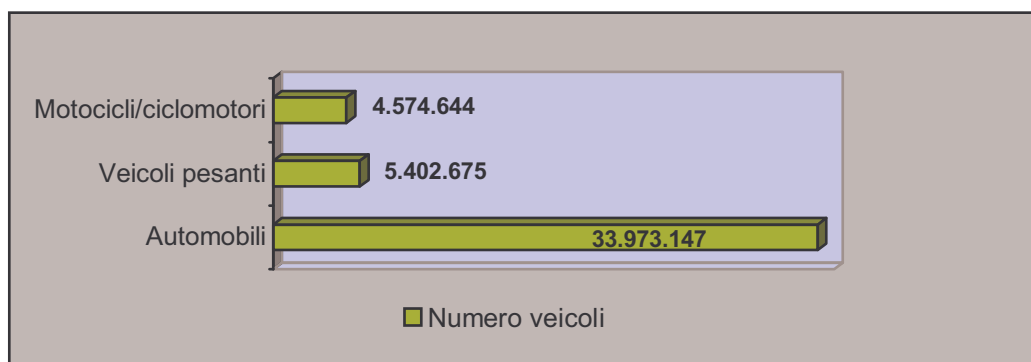 Motocicli/ciclomotori 4.574.644
Veicoli pesanti 5.402.675
Automobili 33.973.147
Numero veicoli